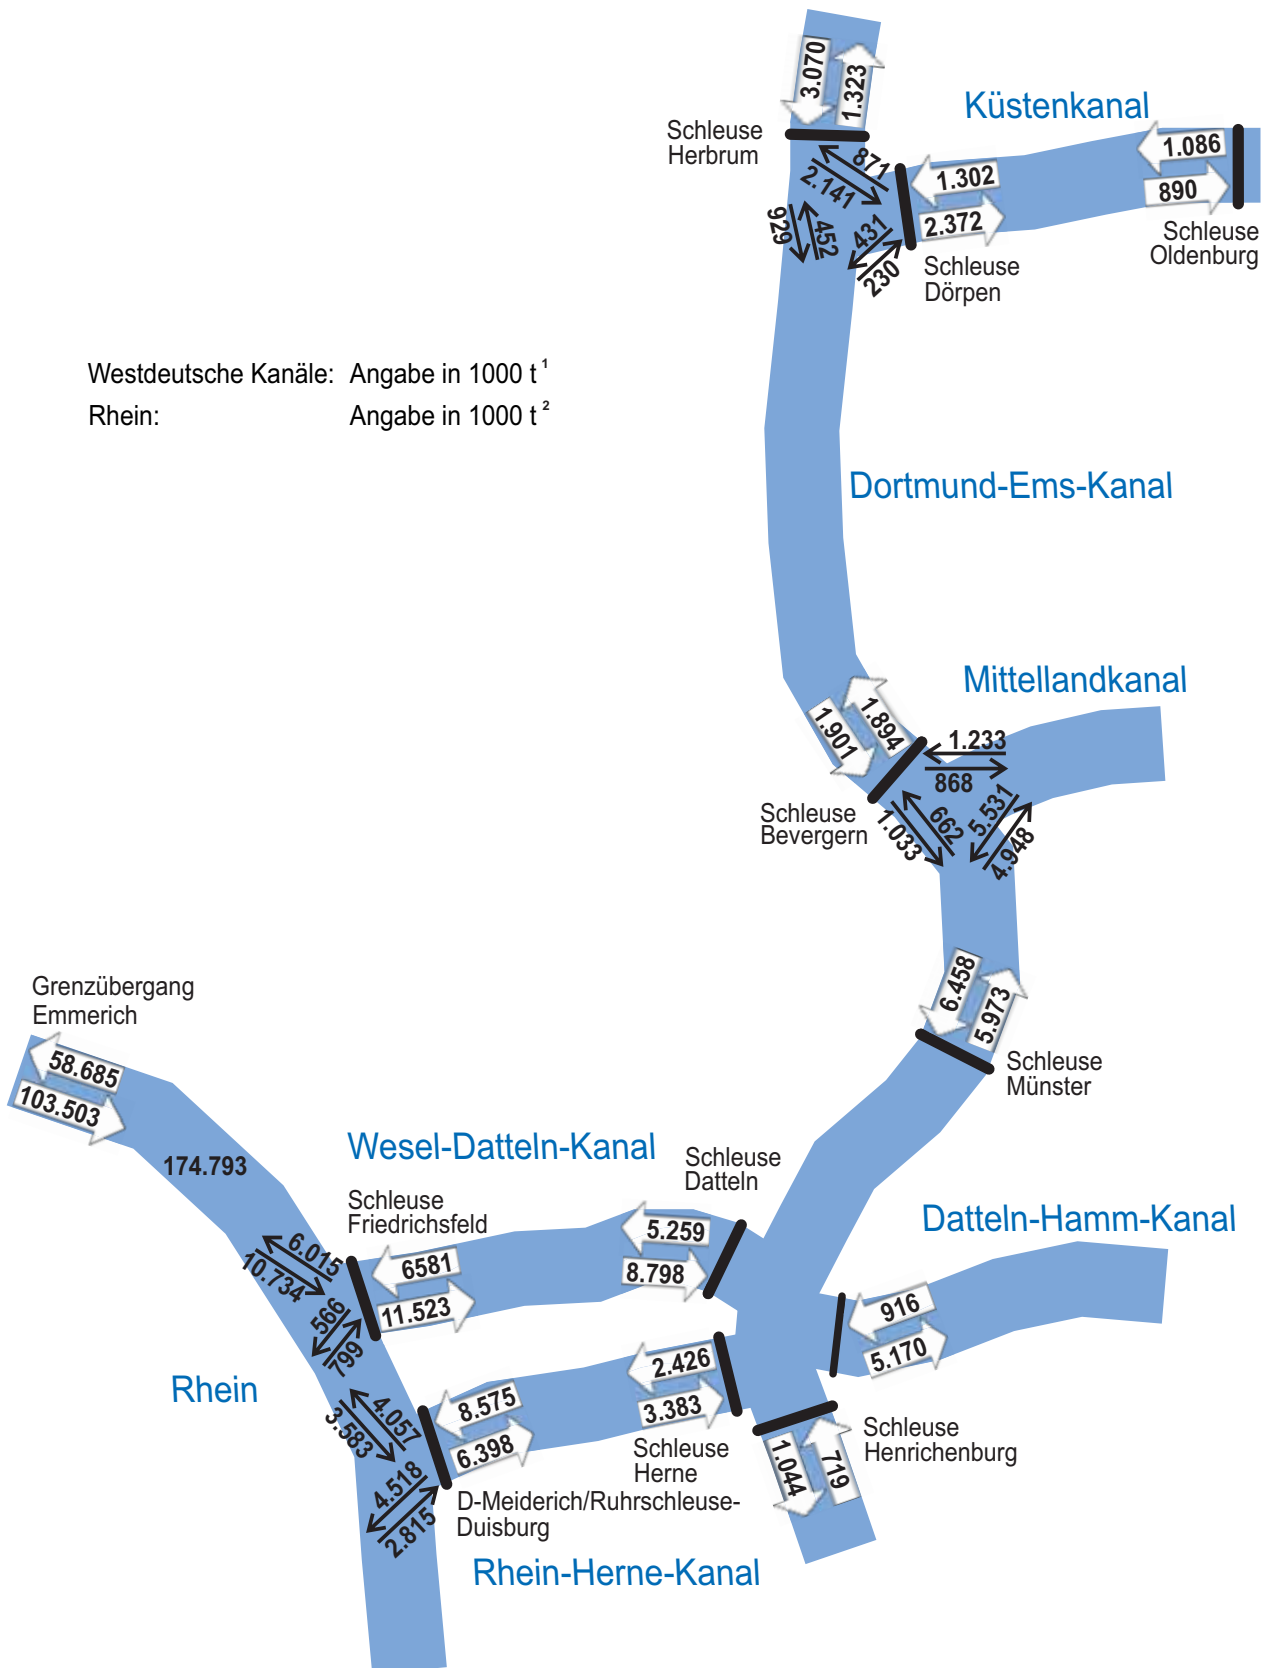 3.070
1.323
Küstenkanal
Schleuse
Herbrum
1.086
890
871
2.141
1.302
2.372
929
452
431
230
Schleuse
Oldenburg
Schleuse
Dörpen
Westdeutsche Kanäle: Angabe in 1000 t ¹
Rhein: Angabe in 1000 t ²
Dortmund-Ems-Kanal
Mittellandkanal
1.901
1.894
1.233
868
Schleuse
Bevergern
1.033
662
5.531
4.948
6.458
5.973
Grenzübergang
Emmerich
58.685
103.503
Schleuse
Münster
174.793
Wesel-Datteln-Kanal
Schleuse
Datteln
Schleuse
Friedrichsfeld
Datteln-Hamm-Kanal
6.015
10.734
6581
11.523
5.259
8.798
566
799
916
5.170
Rhein
2.426
3.383
4.057
3.583
8.575
6.398
Schleuse
Herne
Schleuse
Henrichenburg
1.044
719
4.518
2.815
D-Meiderich/Ruhrschleuse-
Duisburg
Rhein-Herne-Kanal